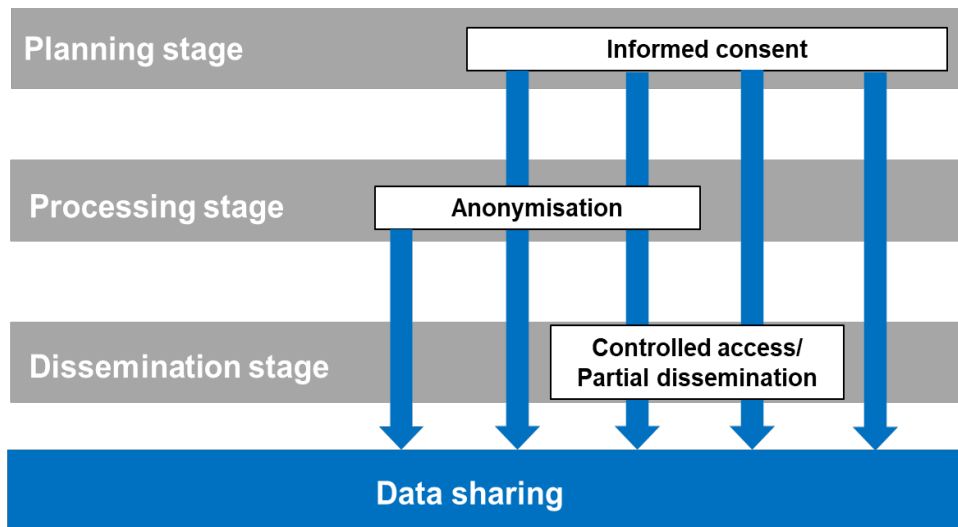 Planning stage
Informed consent
Processing stage
Anonymisation
Dissemination stage
Controlled access/
Partial dissemination
Data sharing